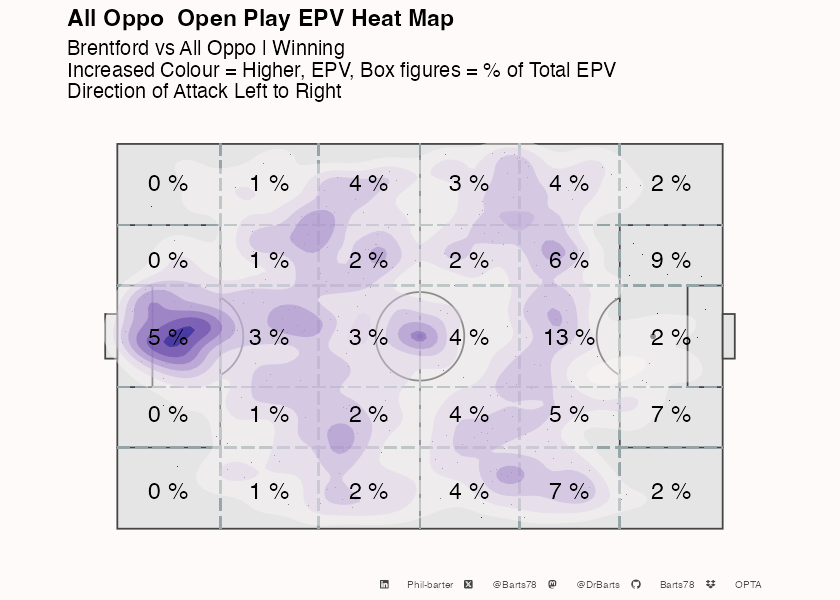 All Oppo  Open Play EPV Heat Map
Brentford vs All Oppo | Winning
Increased Colour = Higher, EPV, Box figures = % of Total EPV
Direction of Attack Left to Right
0 % 1 % 4 % 3 % 4 % 2 %
0 % 1 % 2 % 2 % 6 % 9 %
5 % 3 % 3 % 4 % 13 % 2 %
0 % 1 % 2 % 4 % 5 % 7 %
0 % 1 % 2 % 4 % 7 % 2 %
Phil-barter @Barts78 @DrBarts Barts78 OPTA